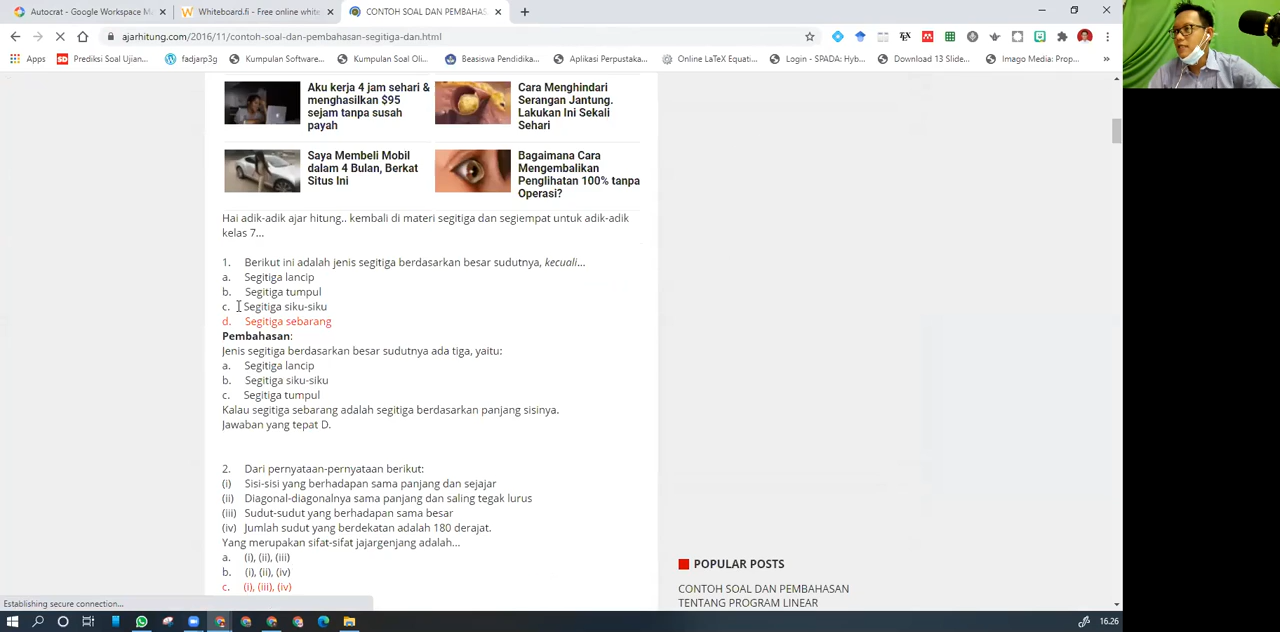 Autocrat - Google Workspace M...
Whiteboard.fi - Free online white...
CONTOH SOAL DAN PEMBAHAS...
ajarhitung.com/2016/11/contoh-soal-dan-pembahasan-segitiga-dan.html
Apps
Prediksi Soal Ujian...
fadjarp3g
Kumpulan Software...
Kumpulan Soal Oli...
Beasiswa Pendidika...
Aplikasi Perpustaka...
Online LaTeX Equati...
Login - SPADA: Hyb...
Download 13 Slide...
Imago Media: Prop...
Aku kerja 4 jam sehari &
menghasilkan $95
sejam tanpa susah
payah
Cara Menghindari
Serangan Jantung.
Lakukan Ini Sekali
Sehari
Saya Membeli Mobil
dalam 4 Bulan, Berkat
Situs Ini
Bagaimana Cara
Mengembalikan
Penglihatan 100% tanpa
Operasi?
Hai adik-adik ajar hitung.. kembali di materi segitiga dan segiempat untuk adik-adik
kelas 7...
1. Berikut ini adalah jenis segitiga berdasarkan besar sudutnya, kecuali...
a. Segitiga lancip
b. Segitiga tumpul
c. Segitiga siku-siku
d. Segitiga sebarang
Pembahasan:
Jenis segitiga berdasarkan besar sudutnya ada tiga, yaitu:
a. Segitiga lancip
b. Segitiga siku-siku
c. Segitiga tumpul
Kalau segitiga sebarang adalah segitiga berdasarkan panjang sisinya.
Jawaban yang tepat D.
2. Dari pernyataan-pernyataan berikut:
(i) Sisi-sisi yang berhadapan sama panjang dan sejajar
(ii) Diagonal-diagonalnya sama panjang dan saling tegak lurus
(iii) Sudut-sudut yang berhadapan sama besar
(iv) Jumlah sudut yang berdekatan adalah 180 derajat.
Yang merupakan sifat-sifat jajargenjang adalah...
a. (i), (ii), (iii)
b. (i), (ii), (iv)
c. (i), (iii), (iv)
POPULAR POSTS
CONTOH SOAL DAN PEMBAHASAN
TENTANG PROGRAM LINEAR
Establishing secure connection...
16.26